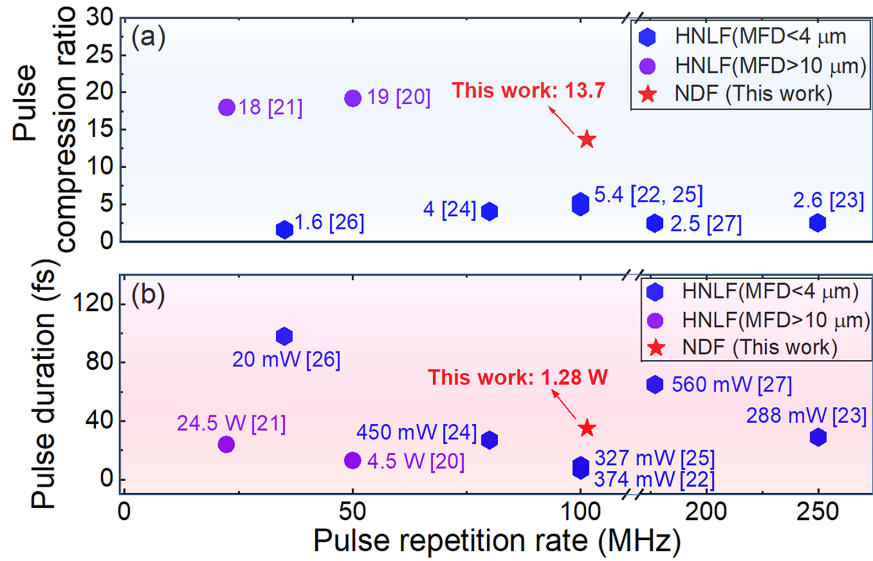 (a)
HNLF(MFD<4 μm
HNLF(MFD>10 μm)
NDF (This work)
Pulse
compression ratio
30
25
20
15
10
5
0
18 [21]
19 [20]
This work: 13.7
1.6 [26]
4 [24]
5.4 [22, 25]
2.5 [27]
2.6 [23]
(b)
HNLF(MFD<4 μm)
HNLF(MFD>10 μm)
NDF (This work)
Pulse duration (fs)
120
80
40
0
20 mW [26]
This work: 1.28 W
560 mW [27]
24.5 W [21]
450 mW [24]
288 mW [23]
4.5 W [20]
327 mW [25]
374 mW [22]
0
50
100
200
250
Pulse repetition rate (MHz)